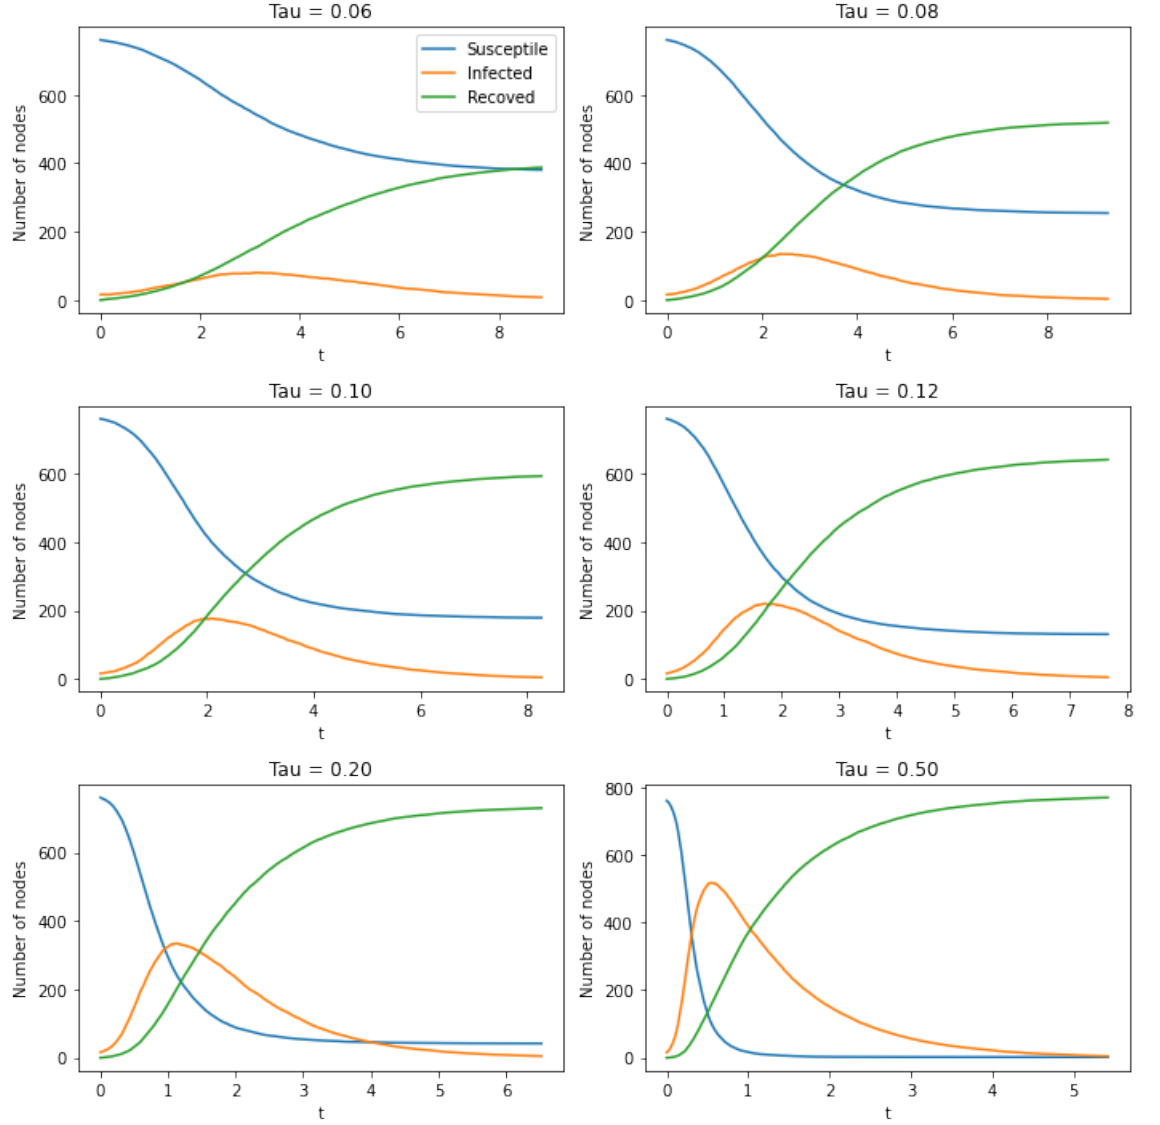 Tau = 0.06
Number of nodes
600
400
200
0
Susceptile
Infected
Recoved
0 2 4 6 8
t
Tau = 0.08
Number of nodes
600
400
200
0
0 2 4 6 8
t
Tau = 0.10
Number of nodes
600
400
200
0
0 2 4 6 8
t
Tau = 0.12
Number of nodes
600
400
200
0
0 1 2 3 4 5 6 7 8
t
Tau = 0.20
Number of nodes
600
400
200
0
0 1 2 3 4 5 6
t
Tau = 0.50
Number of nodes
800
600
400
200
0
0 1 2 3 4 5
t